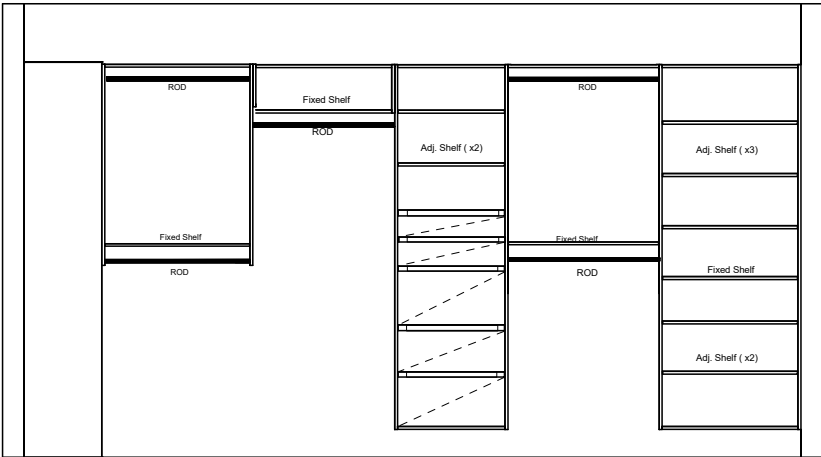 ROD
Fixed Shelf
ROD
Fixed Shelf
ROD
Adj. Shelf ( x2)
ROD
Fixed Shelf
ROD
Adj. Shelf ( x3)
Fixed Shelf
Adj. Shelf ( x2)